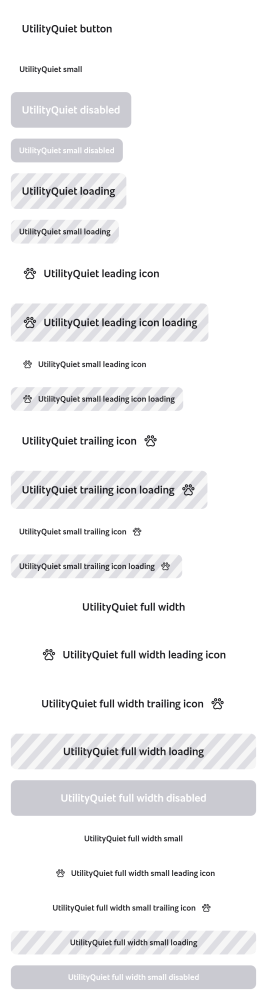 UtilityQuiet button
UtilityQuiet small
UtilityQuiet disabled
UtilityQuiet small disabled
UtilityQuiet loading
UtilityQuiet small loading
UtilityQuiet leading icon
UtilityQuiet leading icon loading
UtilityQuiet small leading icon
UtilityQuiet small leading icon loading
UtilityQuiet trailing icon
UtilityQuiet trailing icon loading
UtilityQuiet small trailing icon
UtilityQuiet small trailing icon loading
UtilityQuiet full width
UtilityQuiet full width leading icon
UtilityQuiet full width trailing icon
UtilityQuiet full width loading
UtilityQuiet full width disabled
UtilityQuiet full width small
UtilityQuiet full width small leading icon
UtilityQuiet full width small trailing icon
UtilityQuiet full width small loading
UtilityQuiet full width small disabled